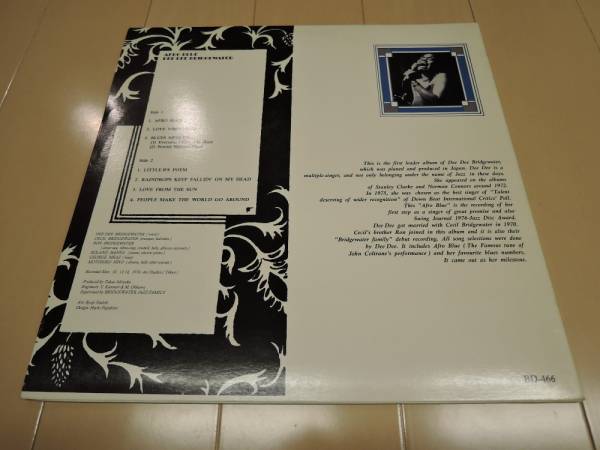 AFRO BLUE
DEE DEE BRIDGEWATER
Side 1
1. AFRO BLUE
2. LOVE
3. BLUES
Side 2
1. LITTLE B'S POEM
2. RAINDROPS KEEP FALLIN' ON MY HEAD
3. LOVE FROM THE SUN
4. PEOPLE MAKE THE WORLD GO AROUND
DEE DEE BRIDGEWATER
CECIL BRIDGEWATER
RON BRIDGEWATER
ROLAND HANNA
GEORGE MRAZ
MOTOHIKO HINO
This is the first leader album of Dee Dee Bridgewater,
which was planed and produced in Japan. Dee Dee is a
multiple-singer, and not only belonging under the name of Jazz in these days.
She appeared on the albums
of Stanley Clarke and Norman Connors around 1972.
In 1975, she was chosen as the best singer of "Talent
deserving of wider recognition" of Down Beat International Critics' Poll.
This "Afro Blue" is the recording of her
first step as a singer of great promise and also
Swing Journal 1974-Jazz Disc Award.
Dee Dee got married with Cecil Bridgewater in 1970.
Cecil's brother Ron joined in this album and it is also their
"Bridgewater family" debut recording. All song selections were done
by Dee Dee. It includes Afro Blue (The Famous tune of
John Coltrane's performance) and her favourite blues numbers.
It came out as her milestone.
BD-466